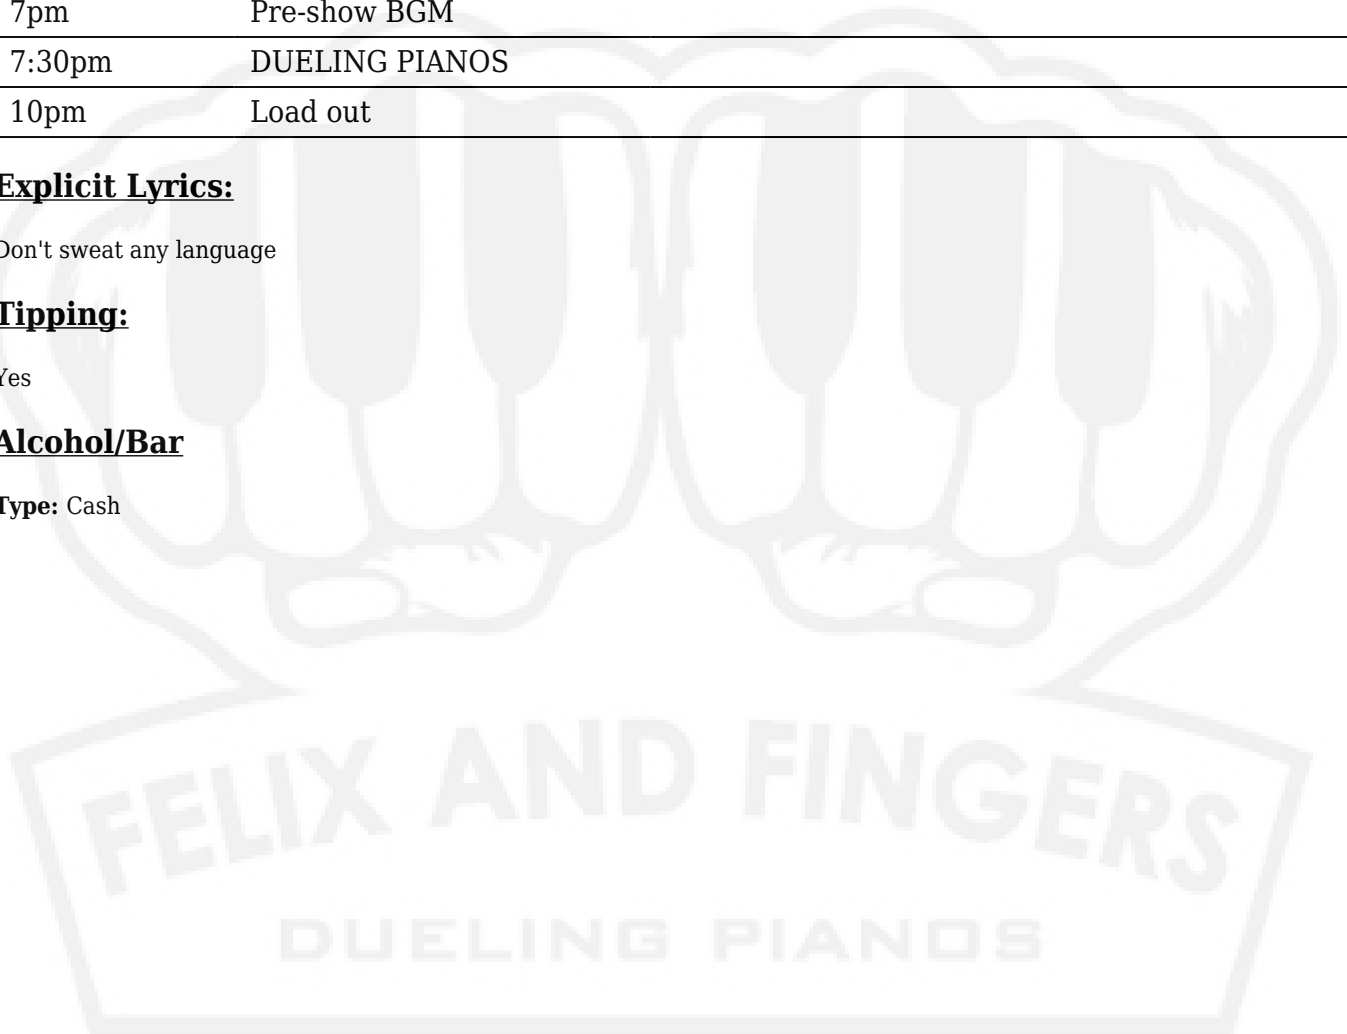 7pm Pre-show BGM
7:30pm DUELING PIANOS
10pm Load out
Explicit Lyrics:
Don't sweat any language
Tipping:
Yes
Alcohol/Bar
Type: Cash
FELIX AND FINGERS
DUELING PIANOS